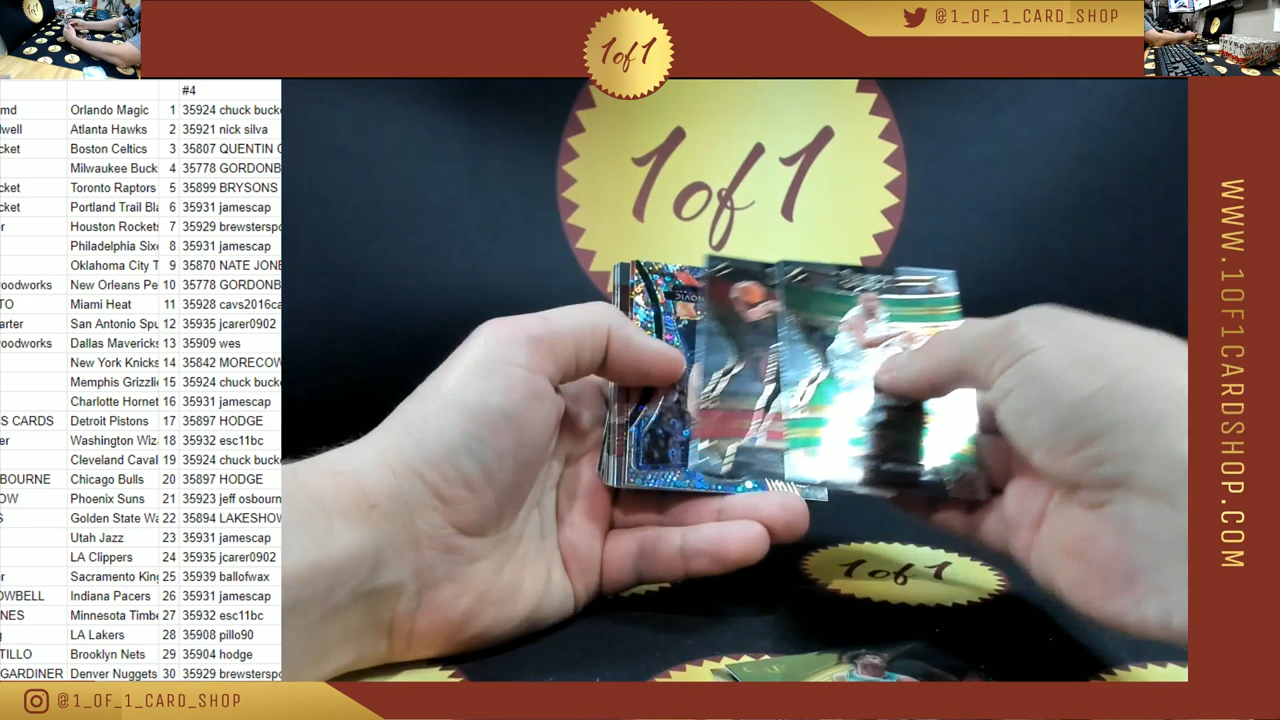 @1_OF_1_CARD_SHOP
1of1
#4
md Orlando Magic 1 35924 chuck bucke
well Atlanta Hawks 2 35921 nick silva
cket Boston Celtics 3 35807 QUENTIN
Milwaukee Buck 4 35778 GORDONB
cket Toronto Raptors 5 35899 BRYSONS
cket Portland Trail Bla 6 35931 jamescap
r Houston Rockets 7 35929 brewsterspo
Philadelphia Sixe 8 35931 jamescap
Oklahoma City T 9 35870 NATE JONE
oodworks New Orleans Pe 10 35778 GORDONB
TO Miami Heat 11 35928 cavs2016ca
arter San Antonio Spu 12 35935 jcarer0902
oodworks Dallas Mavericks 13 35909 wes
New York Knicks 14 35842 MORECOW
Memphis Grizzlie 15 35924 chuck bucke
Charlotte Hornet 16 35931 jamescap
S CARDS Detroit Pistons 17 35897 HODGE
er Washington Wiz 18 35932 esc11bc
Cleveland Caval 19 35924 chuck bucke
BOURNE Chicago Bulls 20 35897 HODGE
OW Phoenix Suns 21 35923 jeff osbourn
S Golden State Wa 22 35894 LAKESHOW
Utah Jazz 23 35931 jamescap
LA Clippers 24 35935 jcarer0902
r Sacramento King 25 35939 ballofwax
OWBELL Indiana Pacers 26 35931 jamescap
NES Minnesota Timbe 27 35932 esc11bc
LA Lakers 28 35908 pillo90
TILLO Brooklyn Nets 29 35904 hodge
GARDINER Denver Nuggets 30 35929 brewsterspo
1of1
NOVIC
1of1
WWW.1OF1CARDSHOP.COM
@1_OF_1_CARD_SHOP